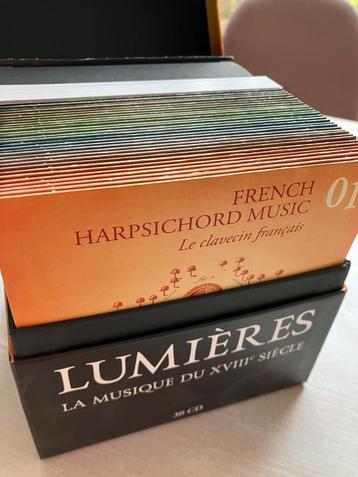 FRENCH
HARPSICHORD MUSIC
01
Le clavecin français
LUMIÈRES
LA MUSIQUE DU XVIIIᵉ SIÈCLE
30 CD